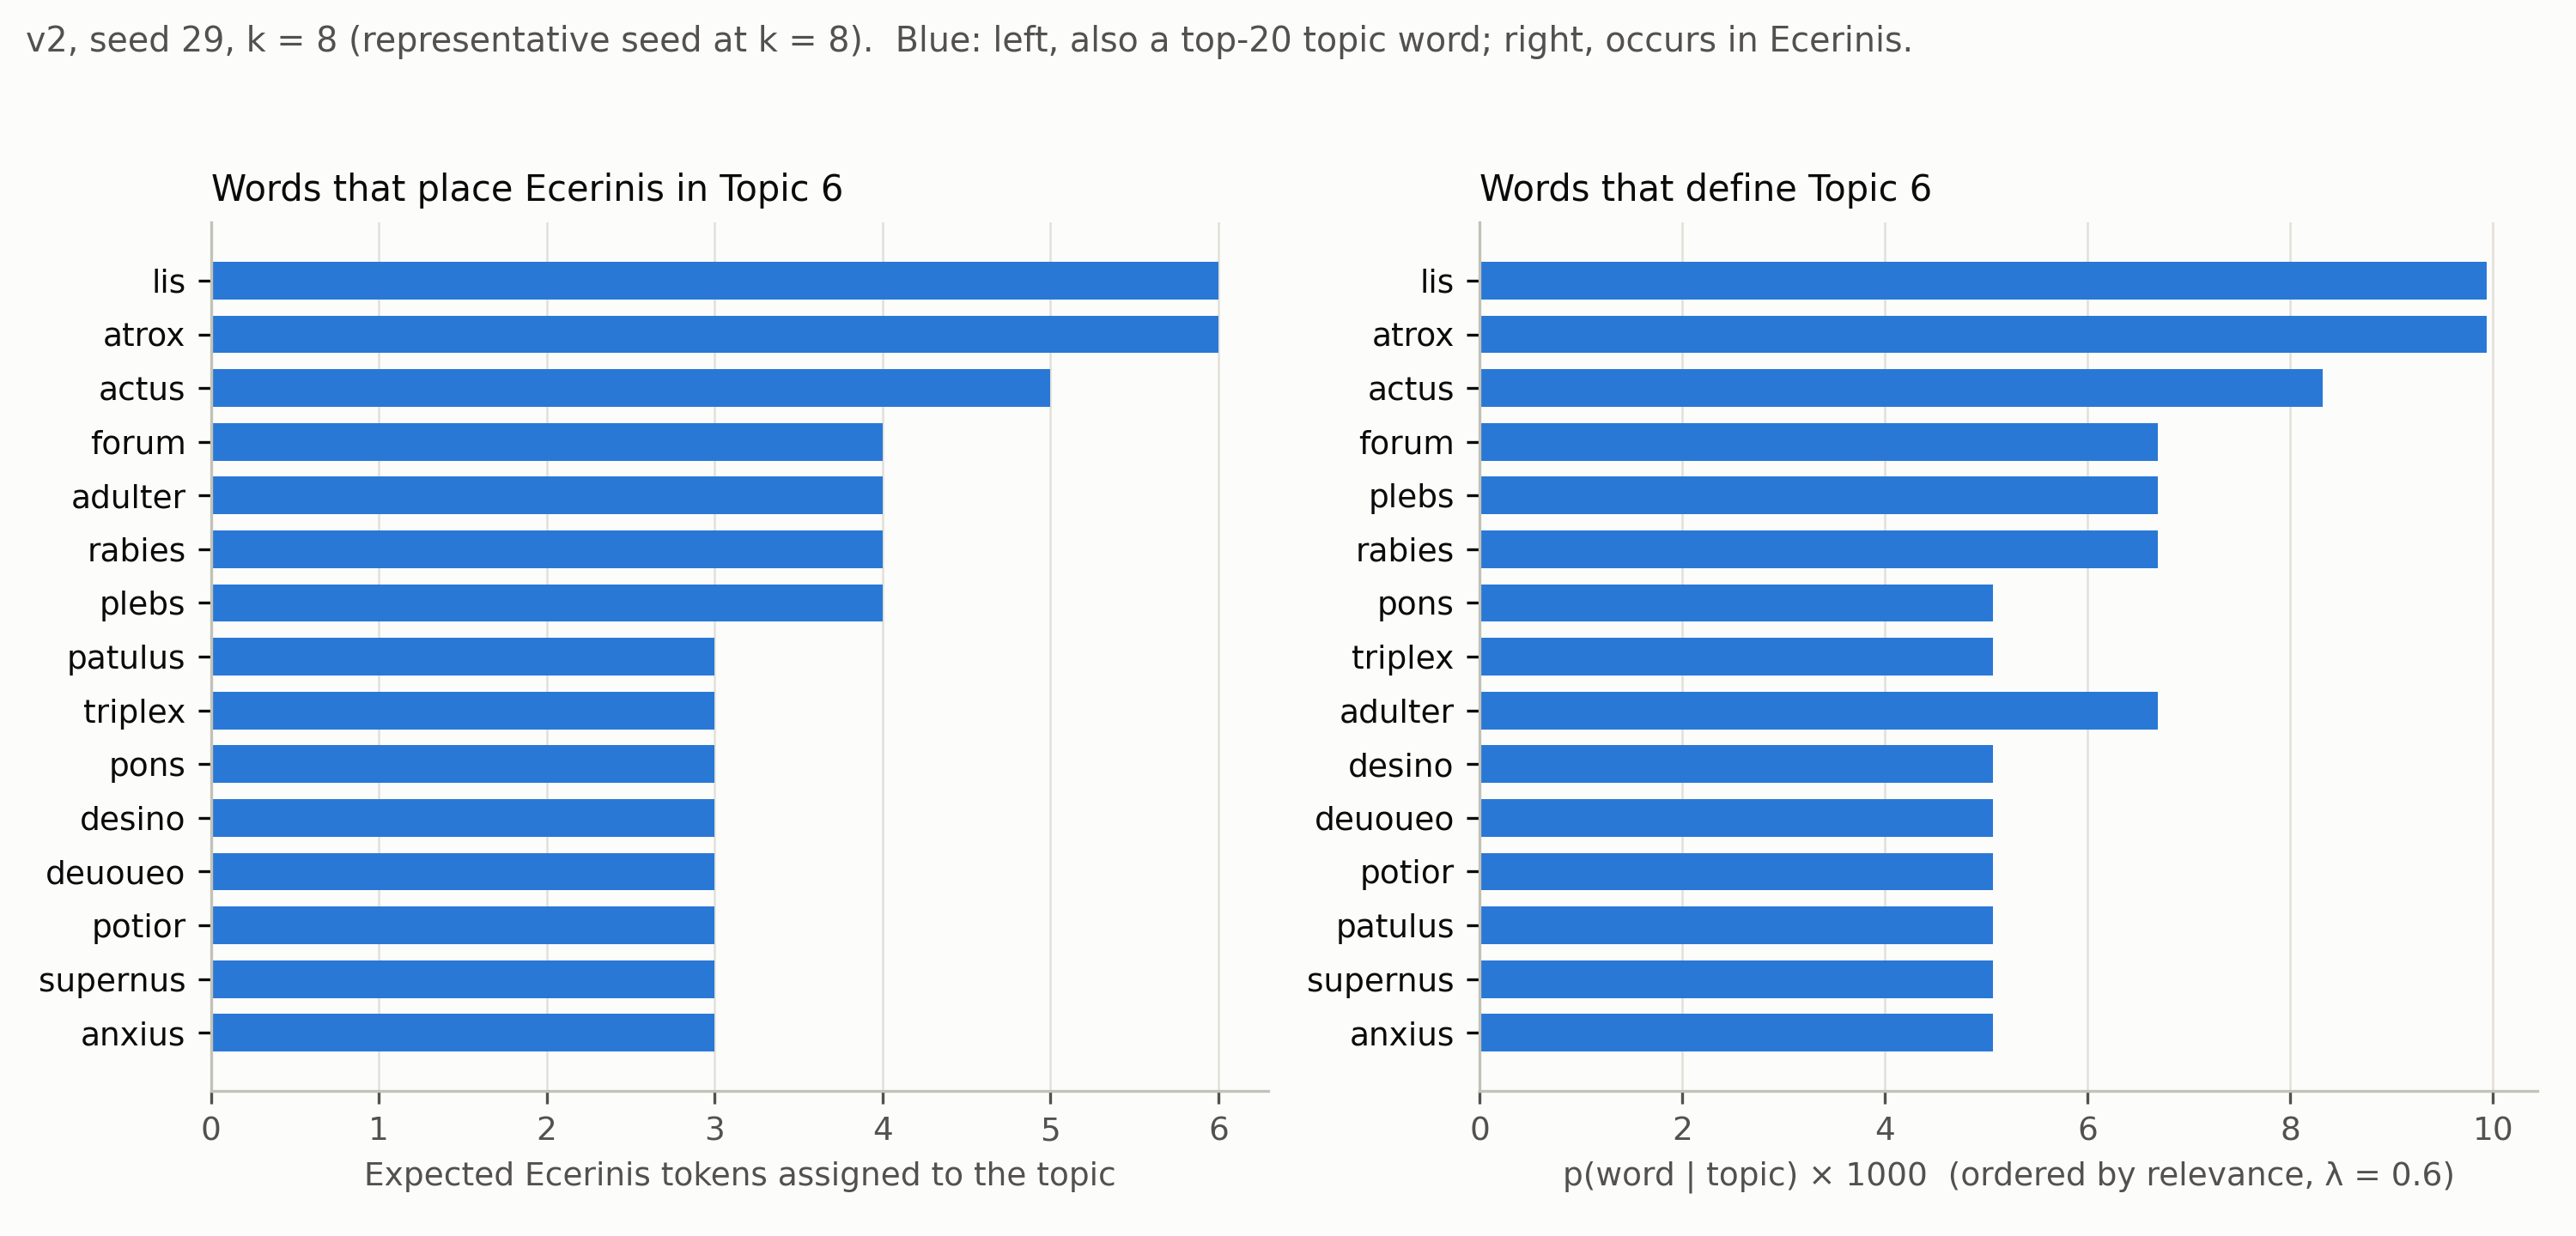 v2, seed 29, k = 8 (representative seed at k = 8).  Blue: left, also a top-20 topic word; right, occurs in Ecerinis.
Words that place Ecerinis in Topic 6
lis
atrox
actus
forum
adulter
rabies
plebs
patulus
triplex
pons
desino
deuoueo
potior
supernus
anxius
0 1 2 3 4 5 6
Expected Ecerinis tokens assigned to the topic
Words that define Topic 6
lis
atrox
actus
forum
plebs
rabies
pons
triplex
adulter
desino
deuoueo
potior
patulus
supernus
anxius
0 2 4 6 8 10
p(word | topic) × 1000  (ordered by relevance, λ = 0.6)